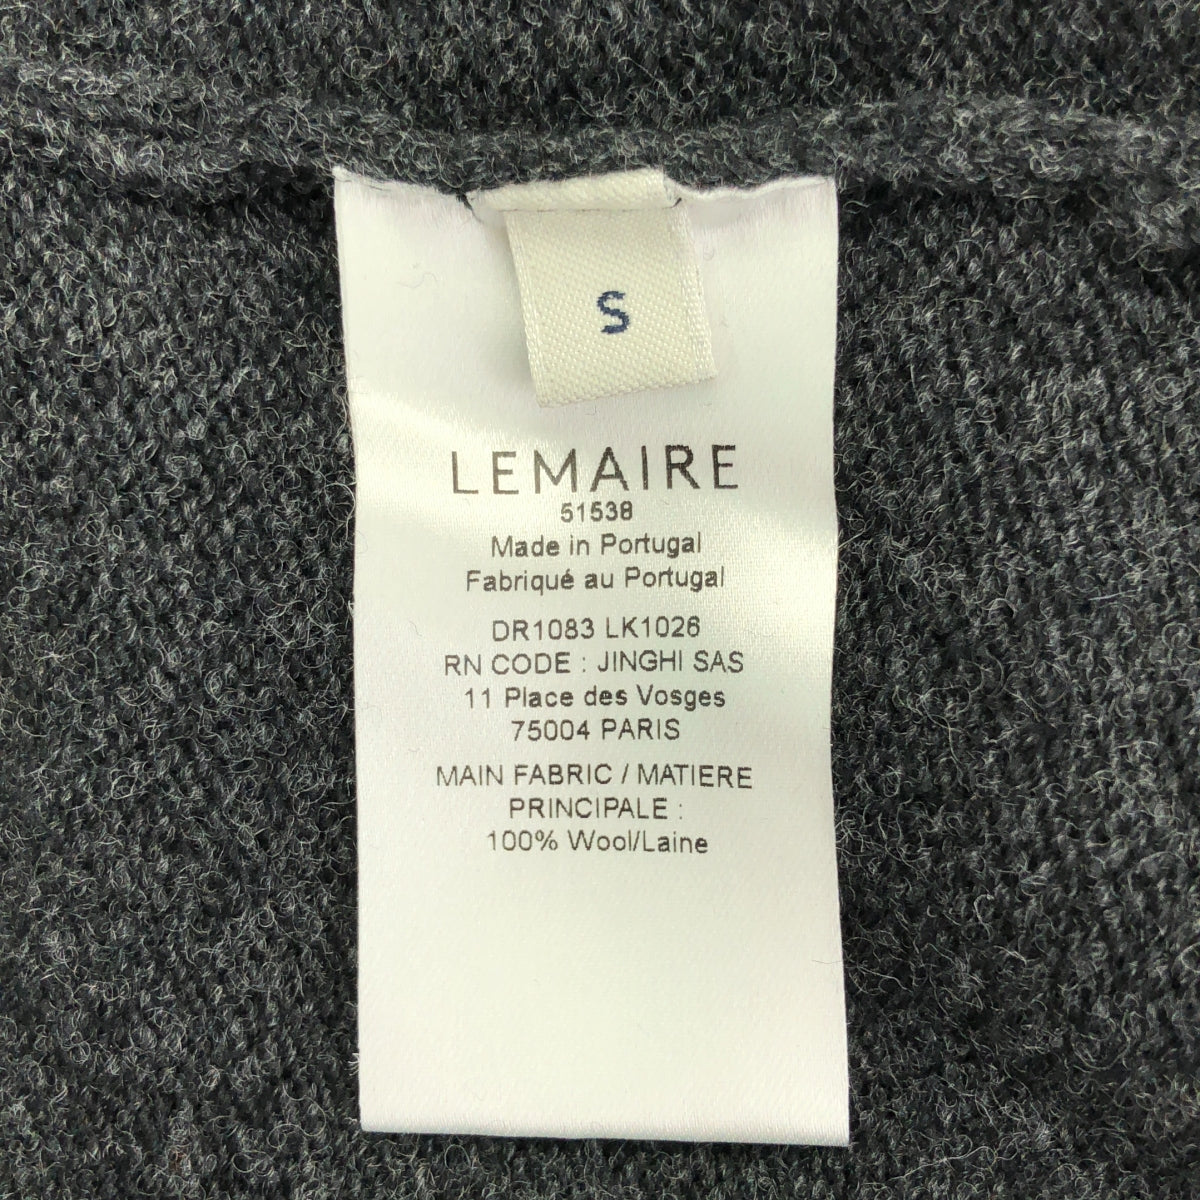 S
LEMAIRE
51538
Made in Portugal
Fabriqué au Portugal
DR1083 LK1026
RN CODE : JINGHI SAS
11 Place des Vosges
75004 PARIS
MAIN FABRIC / MATIERE
PRINCIPALE :
100% Wool/Laine